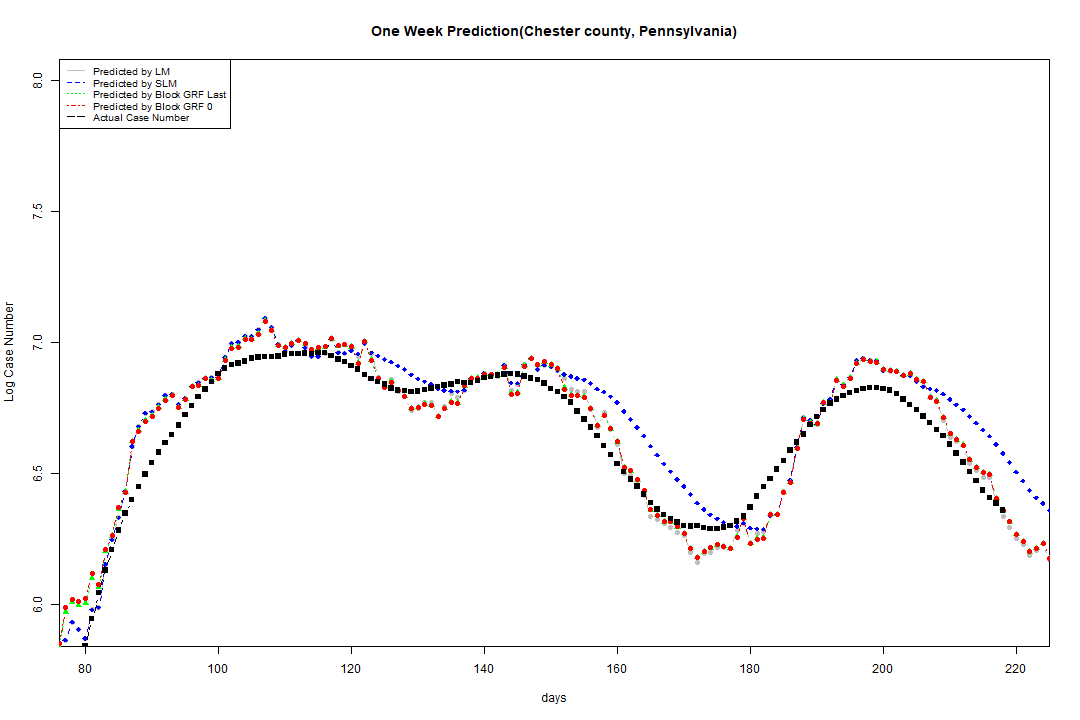 One Week Prediction(Chester county, Pennsylvania)
Predicted by LM
Predicted by SLM
Predicted by Block GRF Last
Predicted by Block GRF 0
Actual Case Number
8.0
7.5
7.0
6.5
6.0
Log Case Number
80 100 120 140 160 180 200 220
days